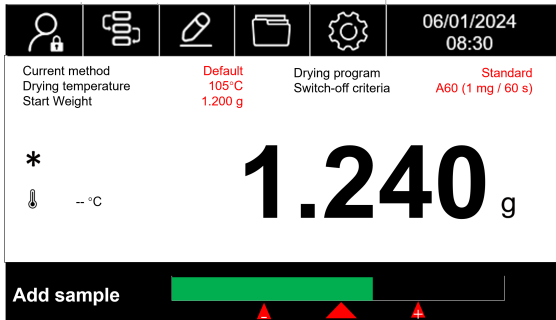 06/01/2024
08:30
Current method Default
Drying temperature 105°C
Start Weight 1.200 g
Drying program Standard
Switch-off criteria A60 (1 mg / 60 s)
*
1.240 g
-- °C
Add sample
- +